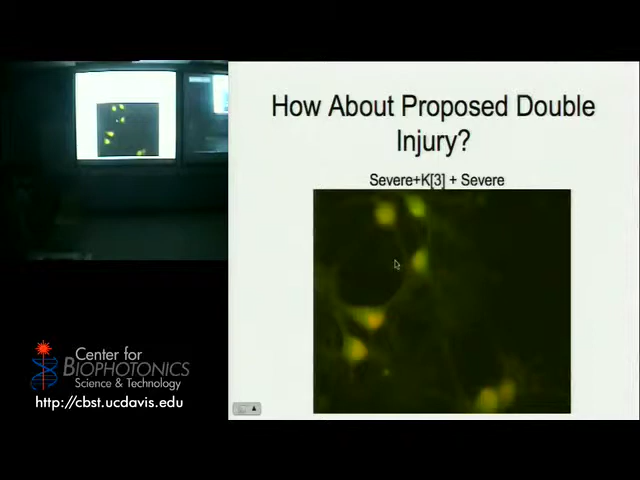 How About Proposed Double
Injury?
Severe+K[3] + Severe
Center for
BIOPHOTONICS
Science & Technology
http://cbst.ucdavis.edu